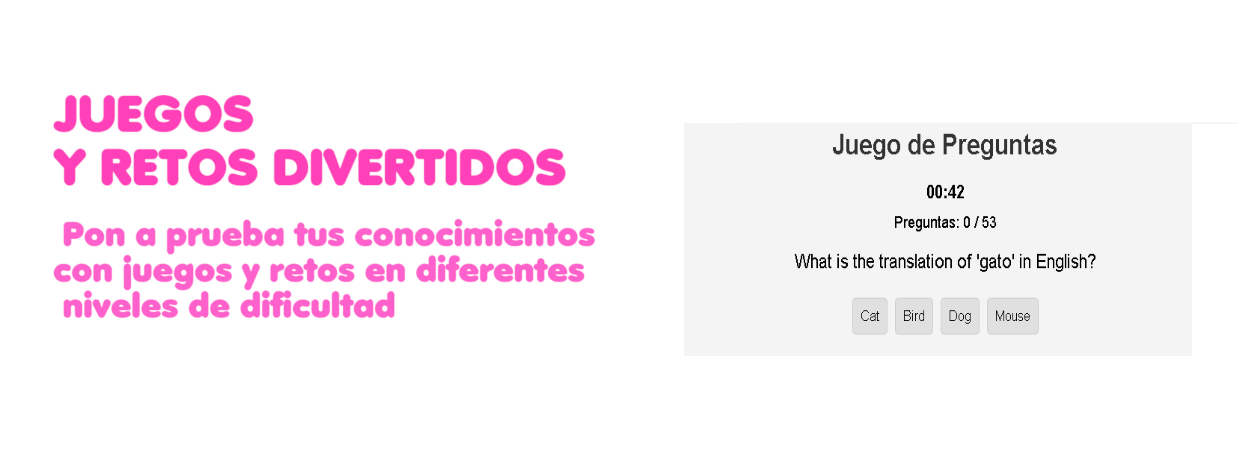 JUEGOS
Y RETOS DIVERTIDOS
Pon a prueba tus conocimientos
con juegos y retos en diferentes
niveles de dificultad
Juego de Preguntas
00:42
Preguntas: 0 / 53
What is the translation of 'gato' in English?
Cat Bird Dog Mouse